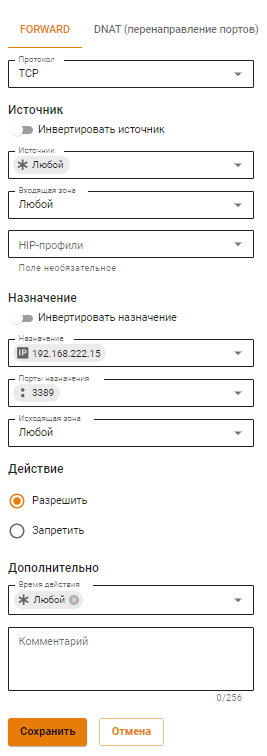 FORWARD DNAT (перенаправление портов)
Протокол
TCP
Источник
Инвертировать источник
Источник
Любой
Входящая зона
Любой
HIP-профили
Поле необязательное
Назначение
Инвертировать назначение
Назначение
IP 192.168.222.15
Порты назначения
3389
Исходящая зона
Любой
Действие
Разрешить
Запретить
Дополнительно
Время действия
Любой
Комментарий
0/256
Сохранить Отмена